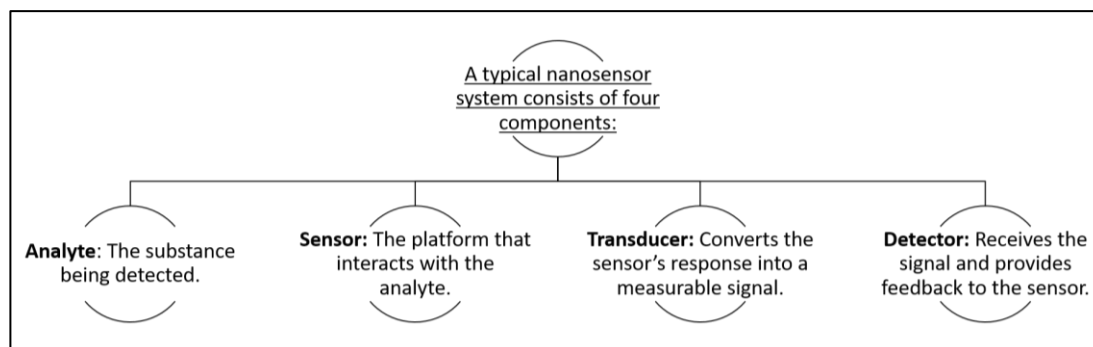 A typical nanosensor
system consists of four
components:
Analyte: The substance
being detected.
Sensor: The platform that
interacts with the
analyte.
Transducer: Converts the
sensor’s response into a
measurable signal.
Detector: Receives the
signal and provides
feedback to the sensor.